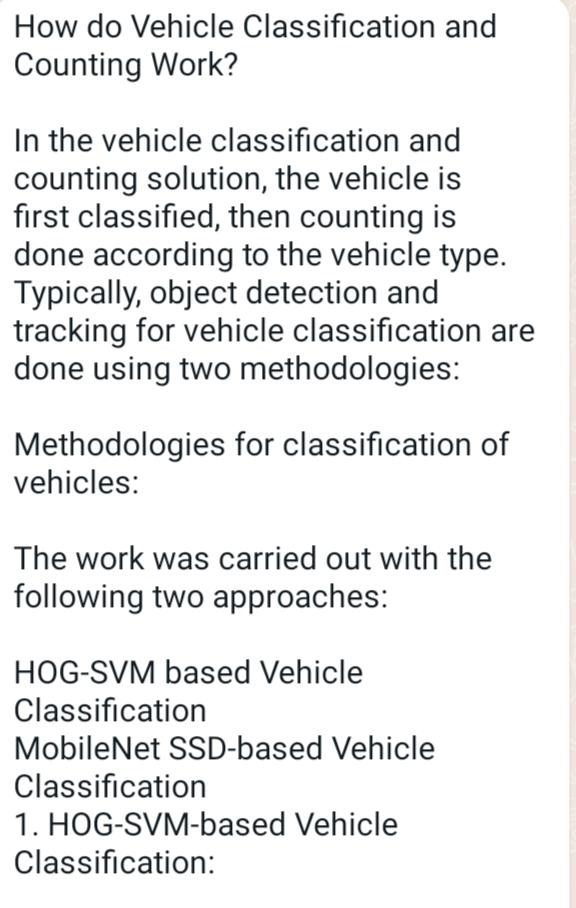 How do Vehicle Classification and
Counting Work?
In the vehicle classification and
counting solution, the vehicle is
first classified, then counting is
done according to the vehicle type.
Typically, object detection and
tracking for vehicle classification are
done using two methodologies:
Methodologies for classification of
vehicles:
The work was carried out with the
following two approaches:
HOG-SVM based Vehicle
Classification
MobileNet SSD-based Vehicle
Classification
1. HOG-SVM-based Vehicle
Classification: